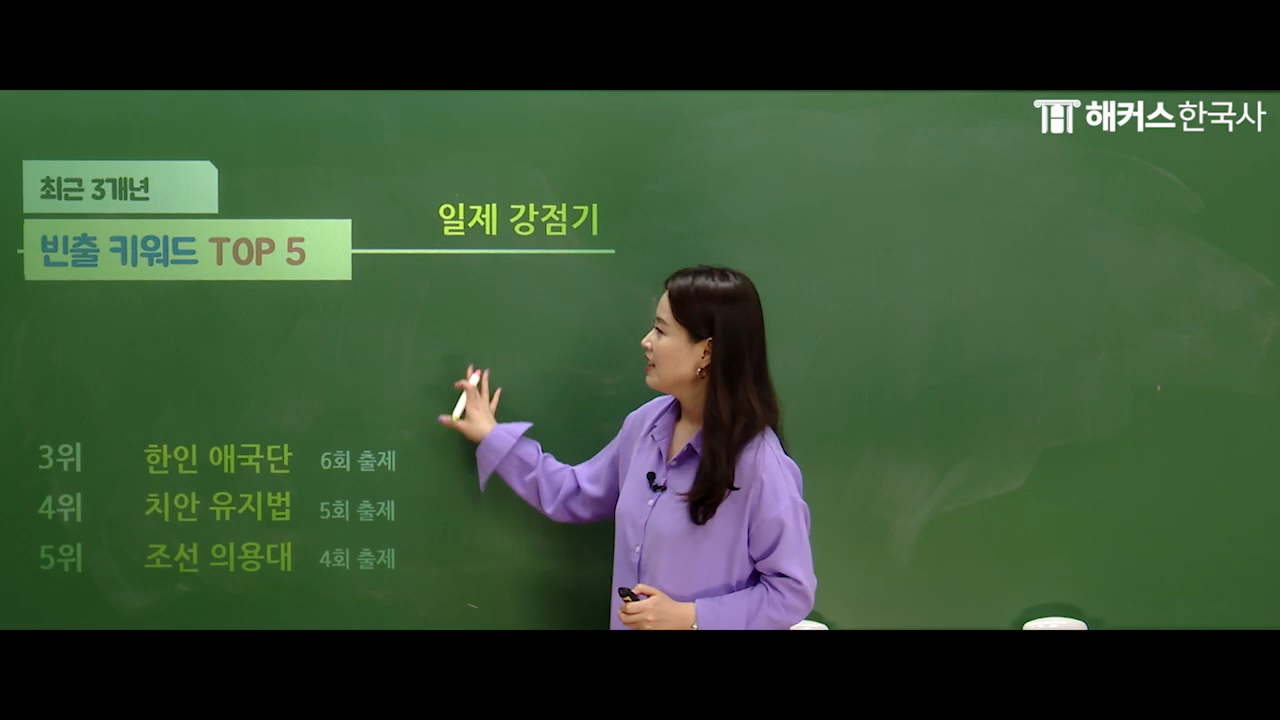 해커스한국사
최근 3개년
빈출 키워드 TOP 5
일제 강점기
3위 한인 애국단 6회 출제
4위 치안 유지법 5회 출제
5위 조선 의용대 4회 출제